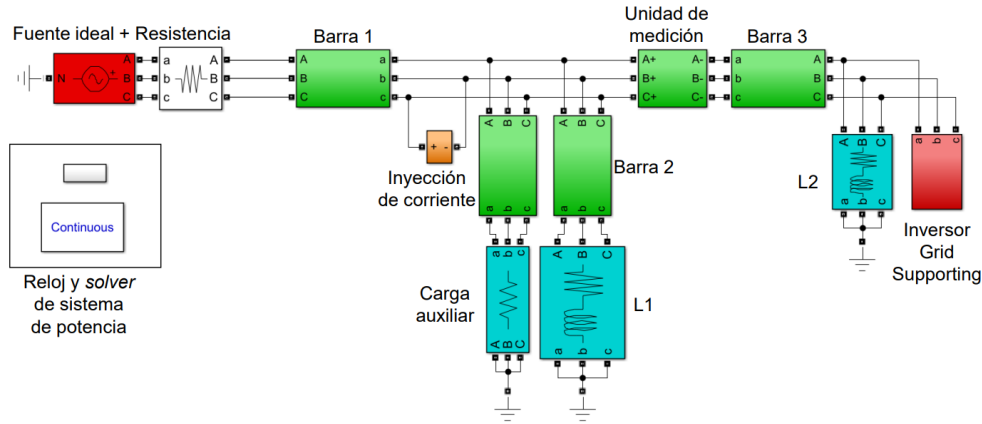 Fuente ideal + Resistencia
Barra 1
Unidad de
medición
Barra 3
N
+
A
B
C
a
b
c
A
B
C
A
B
C
a
b
c
A+
B+
C+
A-
B-
C-
a
b
c
A
B
C
+ -
Inyección
de corriente
A B C
a b c
A B C
a b c
Barra 2
A B C
a b c
L2
a b c
Inversor
Grid
Supporting
Continuous
Reloj y solver
de sistema
de potencia
Carga
auxiliar
a b c
A B C
A B C
a b c
L1